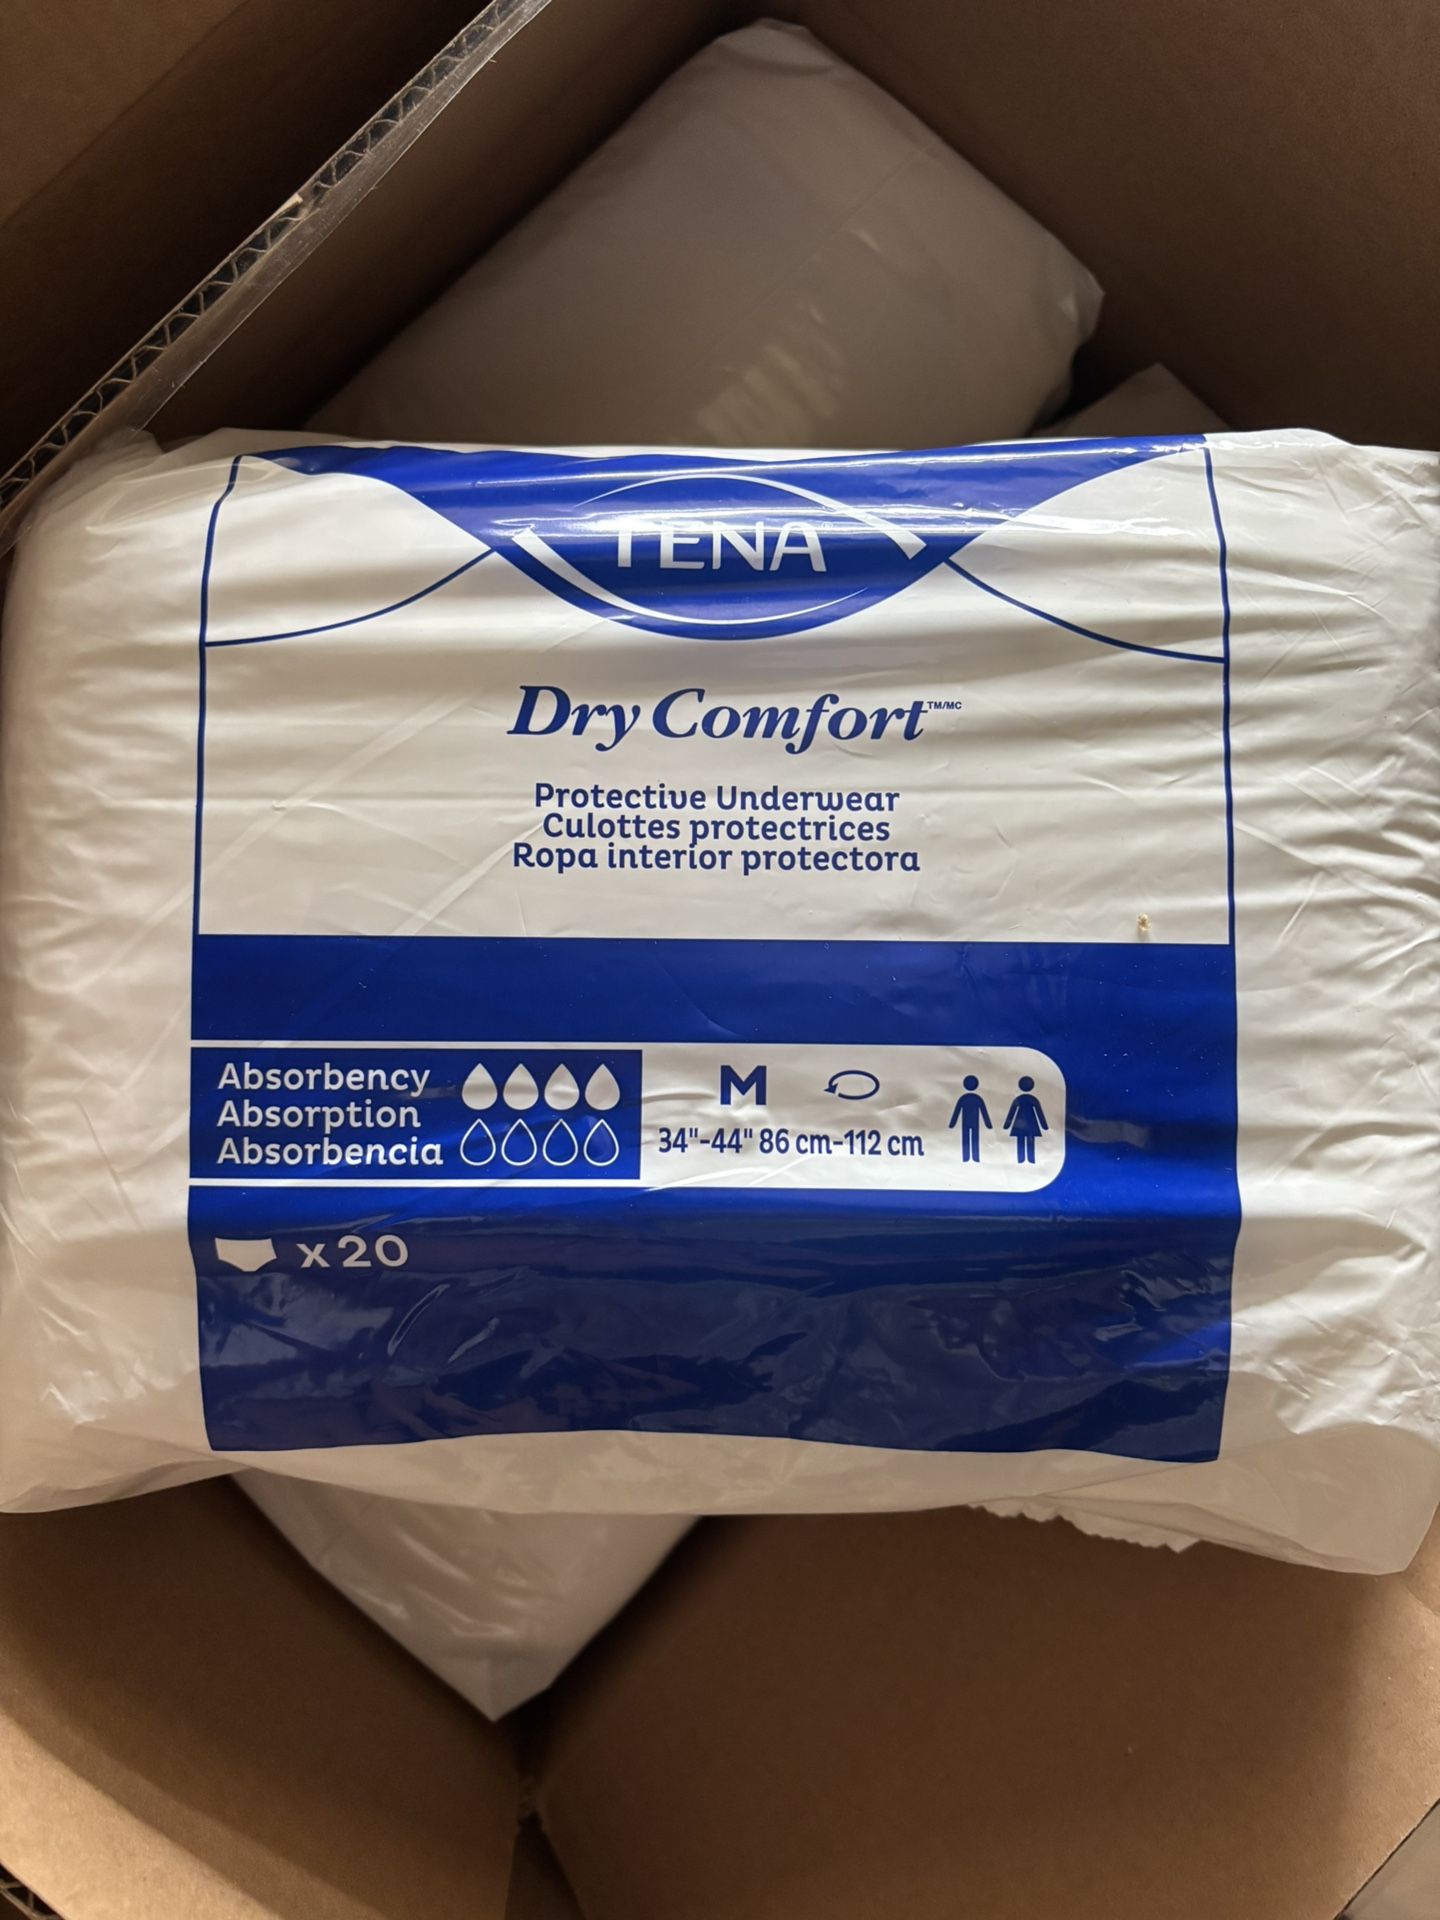 TENA®
Dry Comfort™/MC
Protective Underwear
Culottes protectrices
Ropa interior protectora
Absorbency
Absorption
Absorbencia
M
34"-44" 86 cm-112 cm
x20